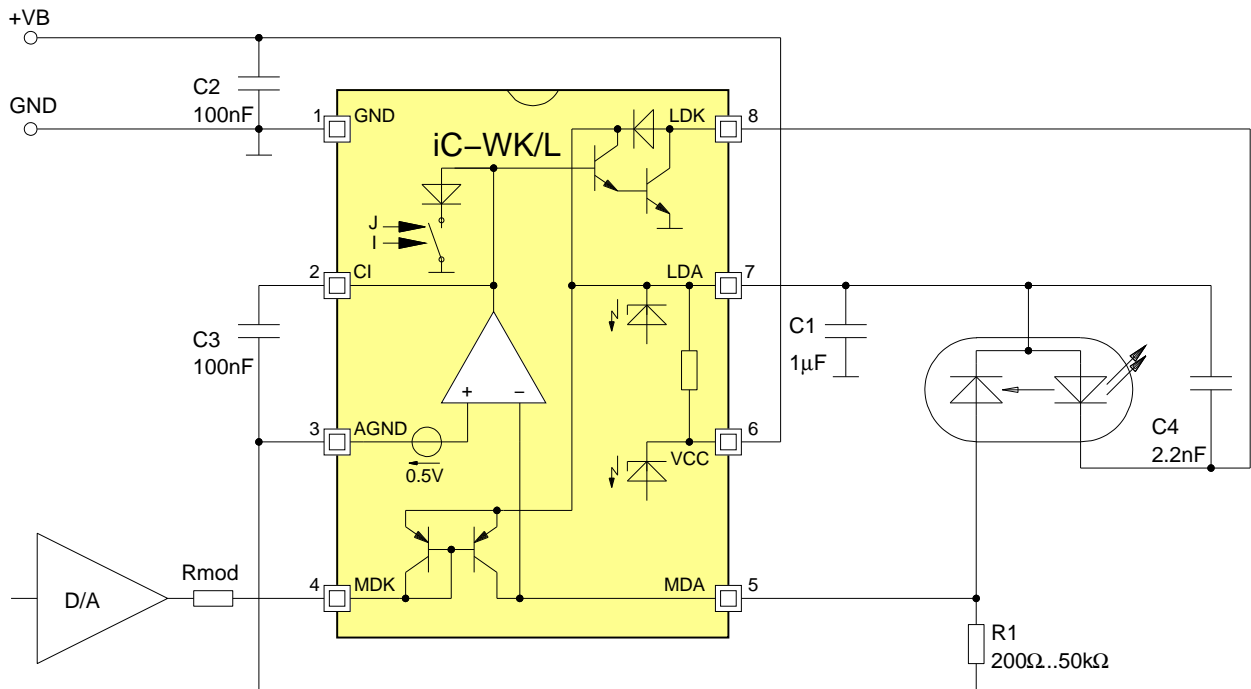 +VB
C2
100nF
GND
1
GND
iC–WK/L
LDK
8
J
I
2
CI
LDA
7
C3
100nF
C1
1µF
+
–
3
AGND
0.5V
6
VCC
C4
2.2nF
D/A
Rmod
4
MDK
MDA
5
R1
200Ω...50kΩ